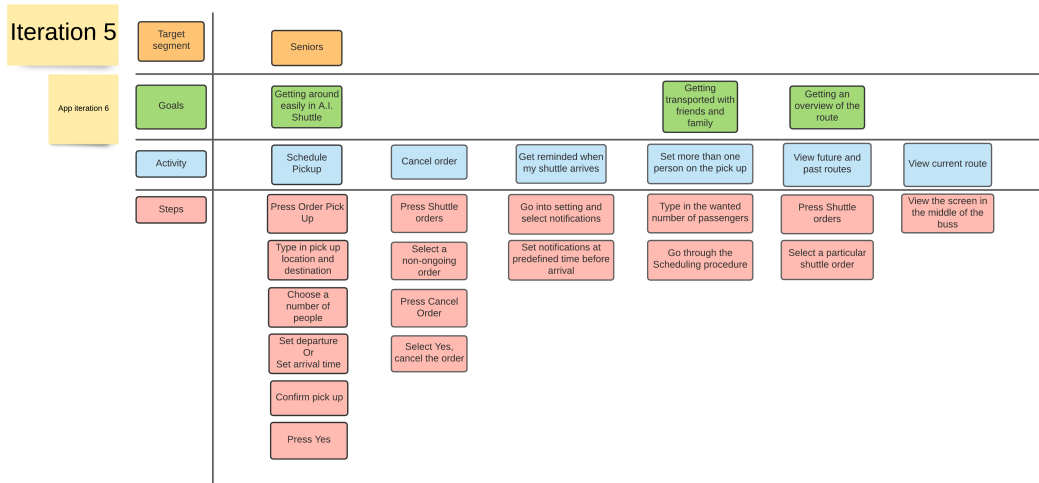 Iteration 5
App iteration 6
Target
segment
Seniors
Goals
Getting around
easily in A.I.
Shuttle
Getting
transported with
friends and
family
Getting an
overview of the
route
Activity
Schedule
Pickup
Cancel order
Get reminded when
my shuttle arrives
Set more than one
person on the pick up
View future and
past routes
View current route
Steps
Press Order Pick
Up
Type in pick up
location and
destination
Choose a
number of
people
Set departure
Or
Set arrival time
Confirm pick up
Press Yes
Press Shuttle
orders
Select a
non-ongoing
order
Press Cancel
Order
Select Yes,
cancel the order
Go into setting and
select notifications
Set notifications at
predefined time before
arrival
Type in the wanted
number of passengers
Go through the
Scheduling procedure
Press Shuttle
orders
Select a particular
shuttle order
View the screen in
the middle of the
buss